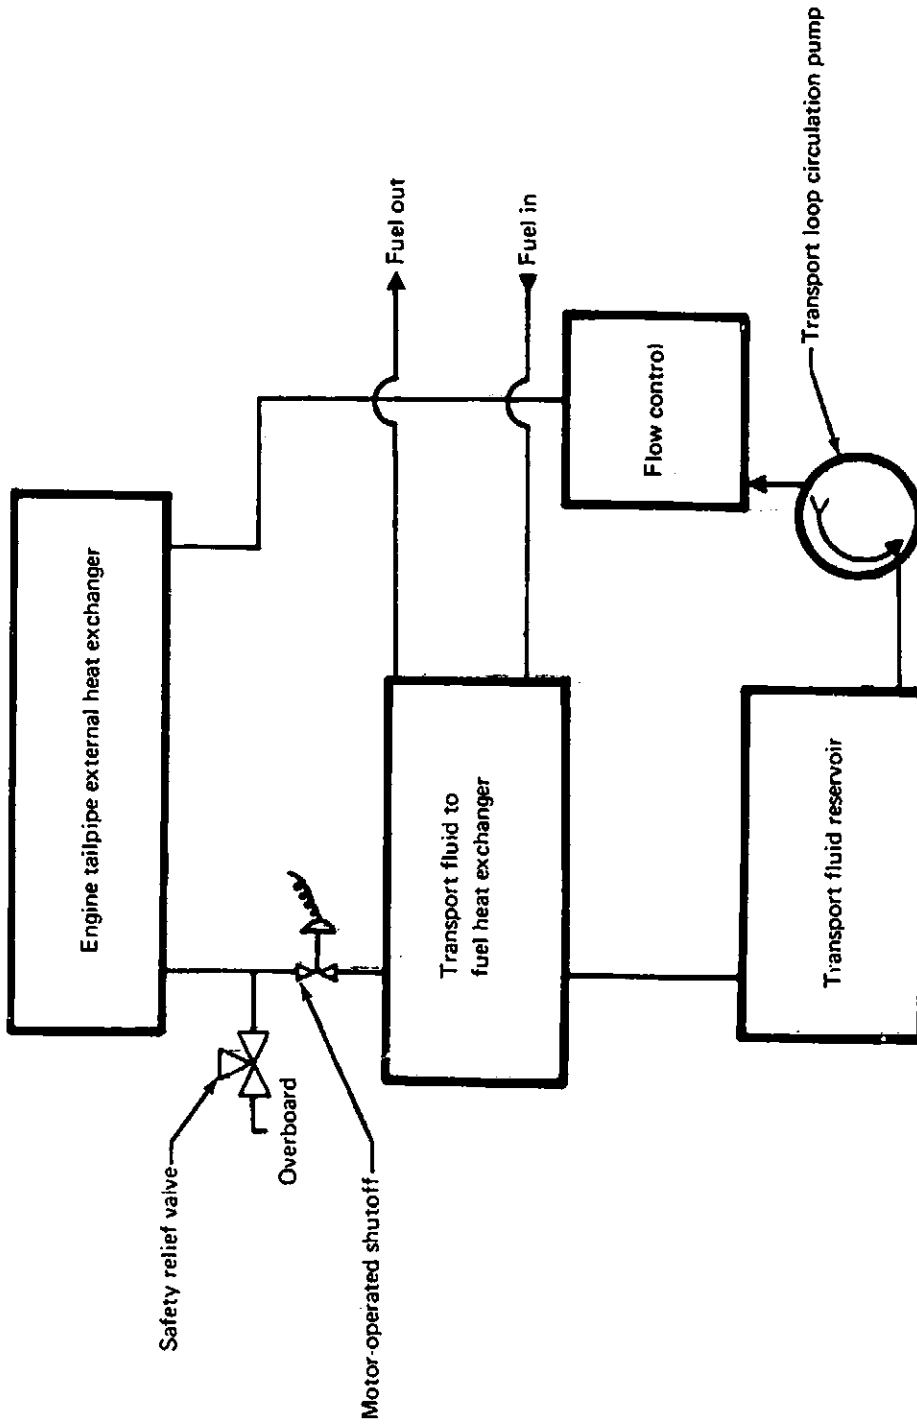 Engine tailpipe external heat exchanger
Safety relief valve
Overboard
Motor-operated shutoff
Transport fluid to
fuel heat exchanger
Fuel out
Fuel in
Flow control
Transport fluid reservoir
Transport loop circulation pump